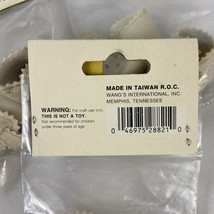 MADE IN TAIWAN R.O.C.
WANG'S INTERNATIONAL, INC.
MEMPHIS, TENNESSEE
WARNING: For craft use only.
THIS IS NOT A TOY.
Not recommended for children
under three years of age.
0 46975 28821 0